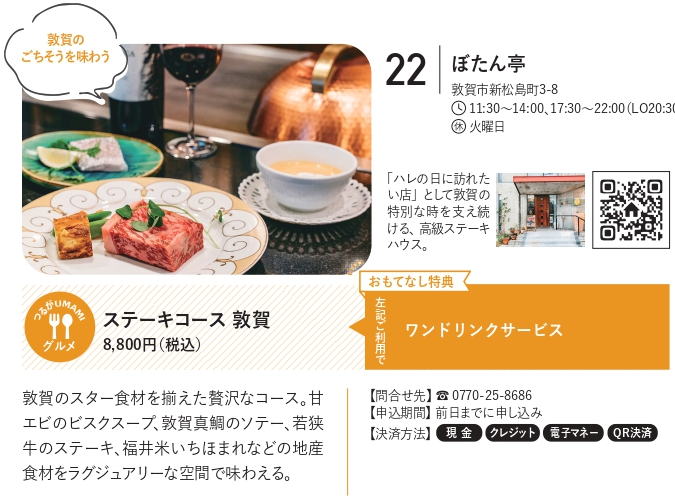 敦賀の
ごちそうを味わう
22
ぼたん亭
敦賀市新松島町3-8
11:30〜14:00、17:30〜22:00(LO20:30
休 火曜日
「ハレの日に訪れた
い店」として敦賀の
特別な時を支え続
ける、高級ステーキ
ハウス。
おもてなし特典
つるがUMAMI
グルメ
ステーキコース 敦賀
8,800円(税込)
左記ご利用で
ワンドリンクサービス
敦賀のスター食材を揃えた贅沢なコース。甘
エビのビスクスープ、敦賀真鯛のソテー、若狭
牛のステーキ、福井米いちほまれなどの地産
食材をラグジュアリーな空間で味わえる。
【問合せ先】☎0770-25-8686
【申込期間】前日までに申し込み
【決済方法】現金 クレジット 電子マネー QR決済